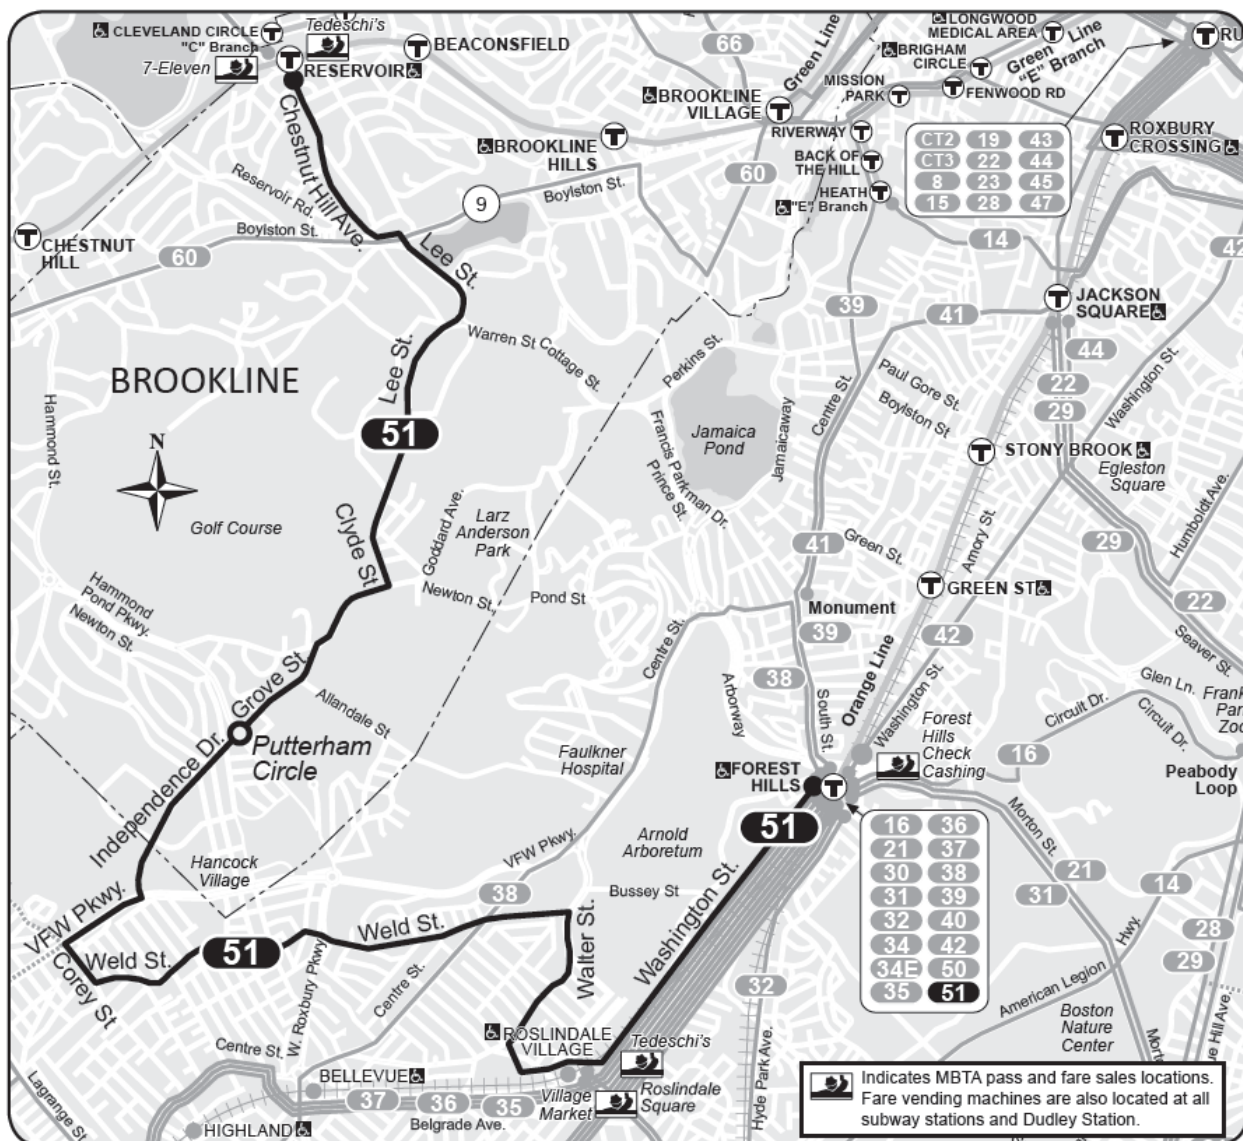 CLEVELAND CIRCLE
"C" Branch
7-Eleven
Tedeschi's
RESERVOIR
BEACONSFIELD
66
Green Line
LONGWOOD
MEDICAL AREA
BRIGHAM
CIRCLE
Green Line
"E" Branch
RU
MISSION
PARK
FENWOOD RD
BROOKLINE
VILLAGE
RIVERWAY
BROOKLINE
HILLS
BACK OF
THE HILL
HEATH
"E" Branch
60
ROXBURY
CROSSING
CT2 19 43
CT3 22 44
8 23 45
15 28 47
Chestnut Hill Ave.
Reservoir Rd.
Boylston St.
9
Boylston St.
CHESTNUT
HILL
60
Lee St.
14
42
39
41
JACKSON
SQUARE
44
22
29
Washington St.
Warren St
Cottage St.
Perkins St.
Lee St.
BROOKLINE
51
Hammond St.
N
Golf Course
Clyde St
Goddard Ave.
Larz
Anderson
Park
Francis Parkman Dr.
Prince St.
Jamaica
Pond
Jamaicaway
Centre St.
Paul Gore St.
Boylston St.
STONY BROOK
Egleston
Square
Humboldt Ave.
Amory St.
29
41
Green St.
GREEN ST
22
Seaver St.
Newton St.
Pond St
Monument
39
42
Hammond
Pond Pkwy.
Newton St.
Grove St
Allandale St
Centre St.
Arborway
38
South St.
Orange Line
Washington St.
Glen Ln.
Frank
Par
Zoo
Circuit Dr.
Circuit Dr.
Independence Dr.
Putterham
Circle
Faulkner
Hospital
FOREST
HILLS
Forest
Hills
Check
Cashing
16
Peabody
Loop
51
Arnold
Arboretum
Morton St.
16 36
21 37
30 38
31 39
32 40
34 42
34E 50
35 51
21
31
14
28
29
Hancock
Village
VFW Pkwy.
38
Bussey St
Washington St.
VFW Pkwy.
Corey St
Weld St.
51
Weld St.
Walter St.
W. Roxbury Pkwy.
Centre St.
32
Hwy.
American Legion
Boston
Nature
Center
ue Hill Ave.
Morto
ROSLINDALE
VILLAGE
Tedeschi's
Centre St.
BELLEVUE
Village
Market
Roslindale
Square
Hyde Park Ave.
Lagrange St.
37
36
35
Belgrade Ave.
HIGHLAND
Indicates MBTA pass and fare sales locations.
Fare vending machines are also located at all
subway stations and Dudley Station.